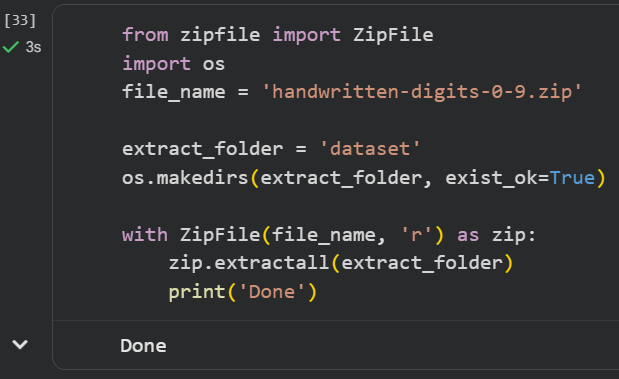 [33]
3s
from zipfile import ZipFile
import os
file_name = 'handwritten-digits-0-9.zip'
extract_folder = 'dataset'
os.makedirs(extract_folder, exist_ok=True)
with ZipFile(file_name, 'r') as zip:
    zip.extractall(extract_folder)
    print('Done')
Done